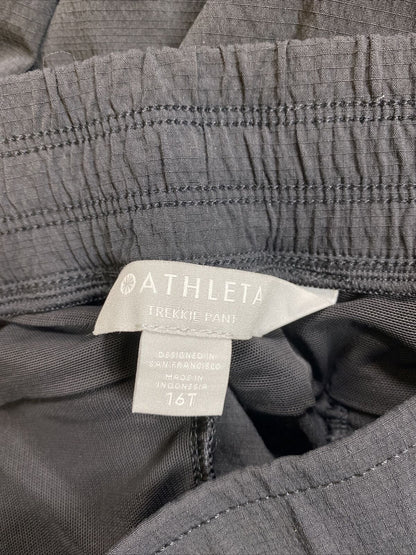 ATHLETA
TREKKIE PANT
DESIGNED IN
SAN FRANCISCO
MADE IN
INDONESIA
16T